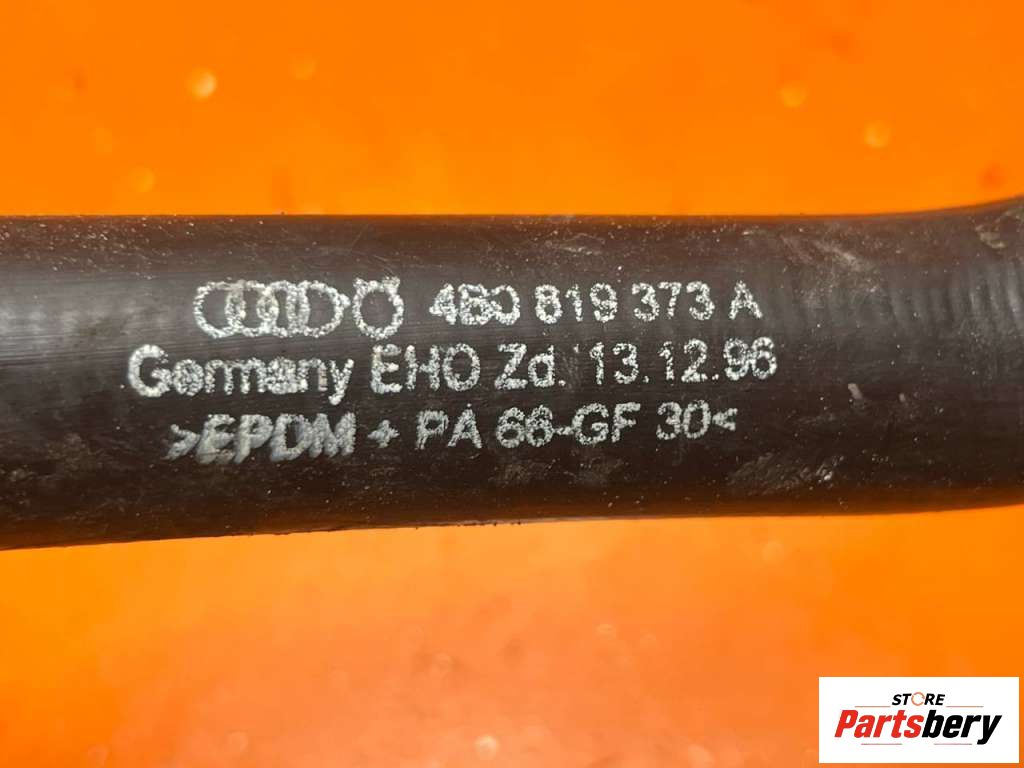 4B0 819 373 A
Germany EHO Zd. 13.12.96
>EPDM + PA 66-GF 30<
STORE
Partsbery